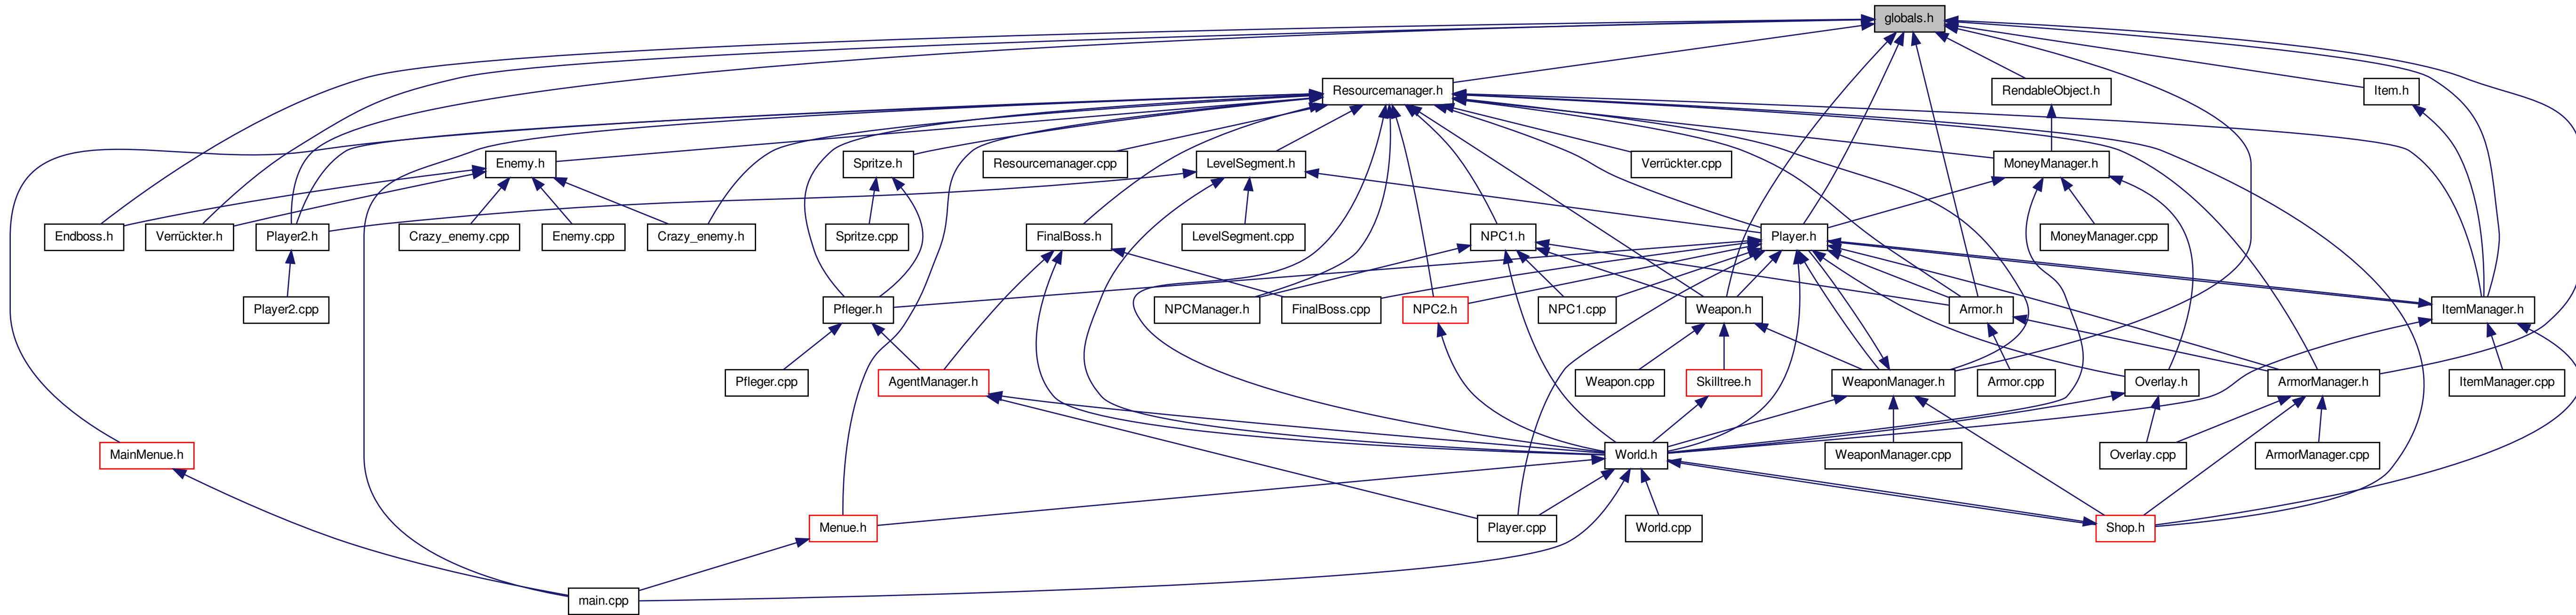 globals.h
Resourcemanager.h
RendableObject.h
Item.h
Enemy.h
Spritze.h
Resourcemanager.cpp
LevelSegment.h
Verrückter.cpp
MoneyManager.h
Endboss.h
Verrückter.h
Player2.h
Crazy_enemy.cpp
Enemy.cpp
Crazy_enemy.h
Spritze.cpp
FinalBoss.h
LevelSegment.cpp
NPC1.h
Player.h
MoneyManager.cpp
Player2.cpp
Pfleger.h
NPCManager.h
FinalBoss.cpp
NPC2.h
NPC1.cpp
Weapon.h
Armor.h
ItemManager.h
Pfleger.cpp
AgentManager.h
Weapon.cpp
Skilltree.h
WeaponManager.h
Armor.cpp
Overlay.h
ArmorManager.h
ItemManager.cpp
MainMenue.h
World.h
WeaponManager.cpp
Overlay.cpp
ArmorManager.cpp
Menue.h
Player.cpp
World.cpp
Shop.h
main.cpp